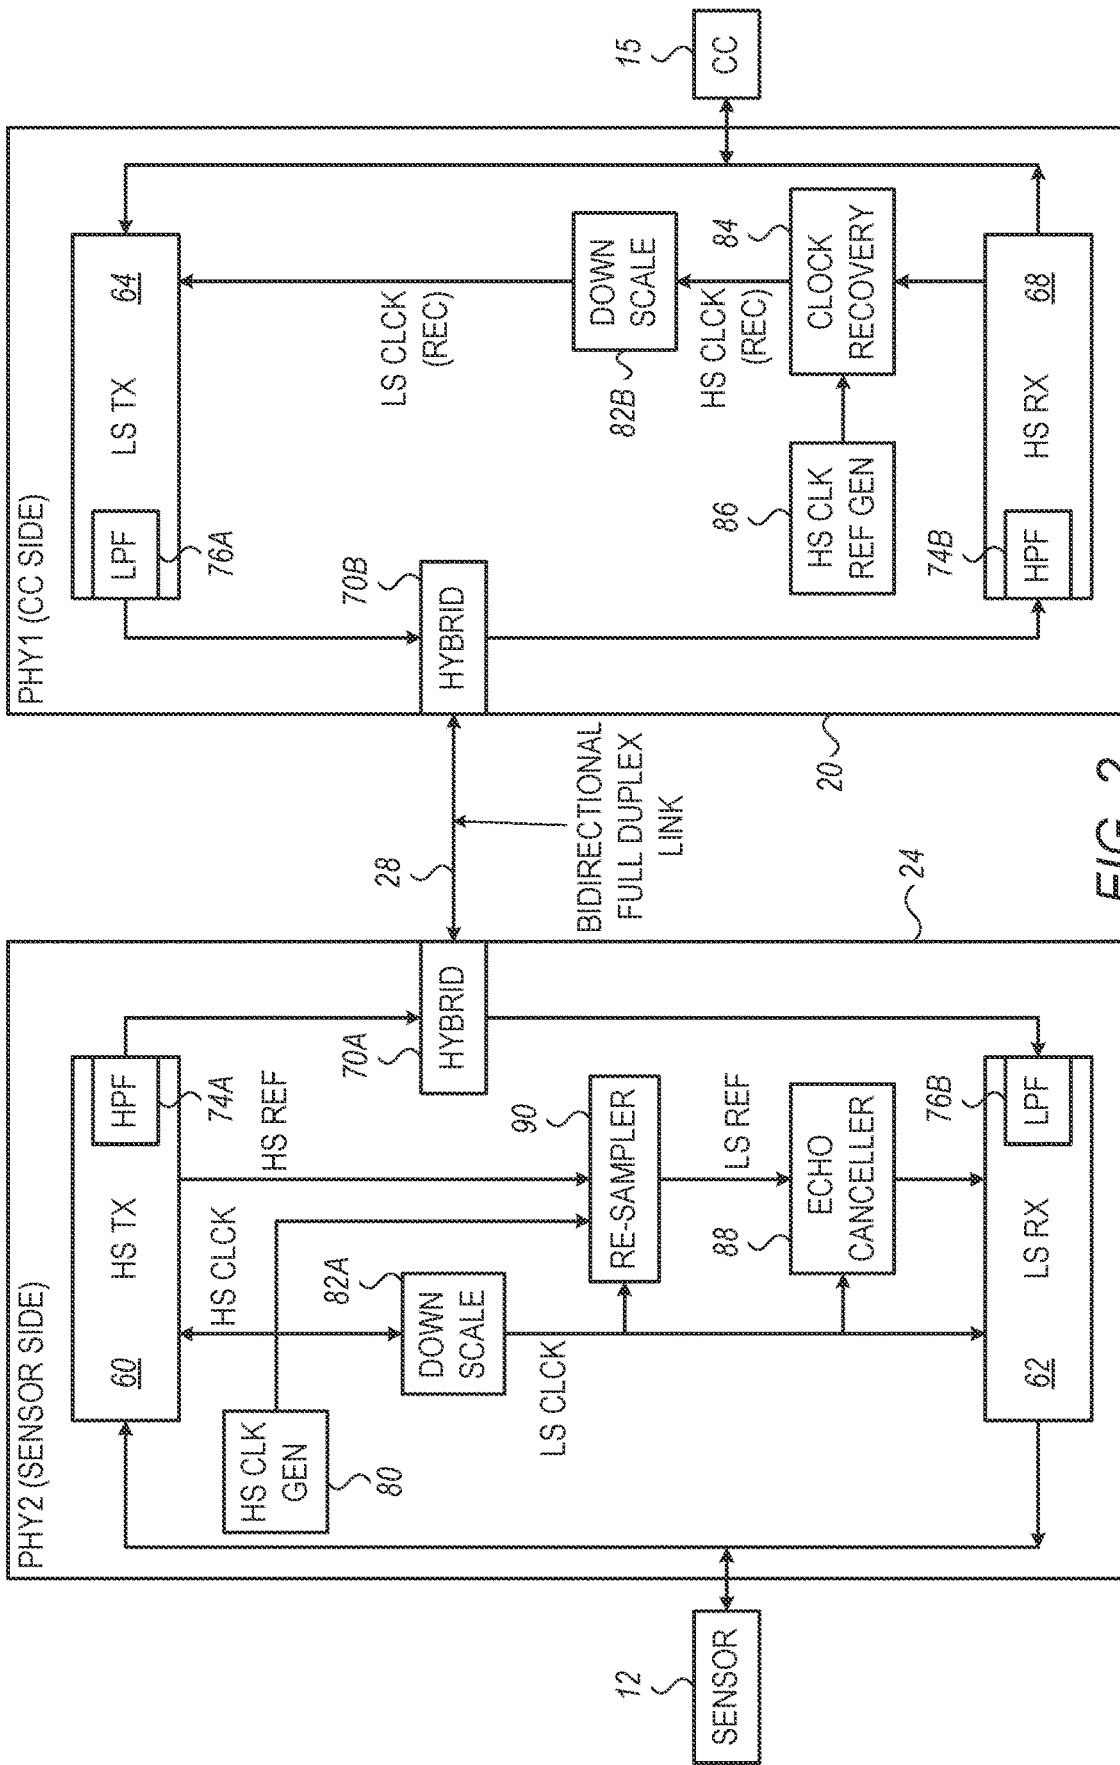 PHY2 (SENSOR SIDE)
HS TX
60
HPF
74A
HS CLK
GEN
80
HS CLCK
HS REF
82A
DOWN
SCALE
LS CLCK
70A
HYBRID
RE-SAMPLER
90
LS REF
ECHO
CANCELLER
88
LS RX
62
LPF
76B
SENSOR
12
24
28
BIDIRECTIONAL
FULL DUPLEX
LINK
PHY1 (CC SIDE)
LPF
76A
LS TX
64
70B
HYBRID
LS CLCK
(REC)
DOWN
SCALE
82B
HS CLCK
(REC)
CLOCK
RECOVERY
84
HS CLK
REF GEN
86
74B
HPF
HS RX
68
20
15
CC
FIG. 2